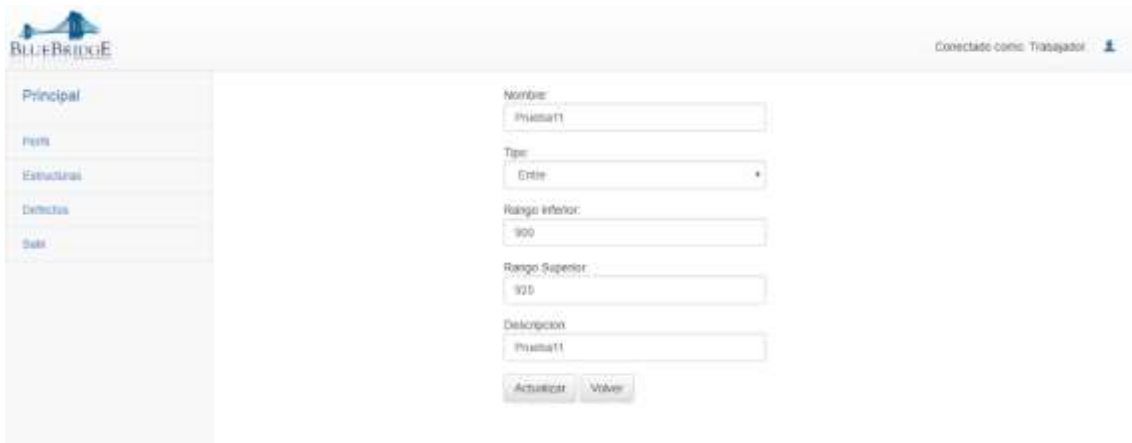 BLUEBRIDGE
Conectado como: Trabajador
Principal
Perfil
Estructuras
Defectos
Salir
Nombre:
Prueba11
Tipo:
Entre
Rango inferior:
900
Rango Superior:
925
Descripcion
Prueba11
Actualizar
Volver